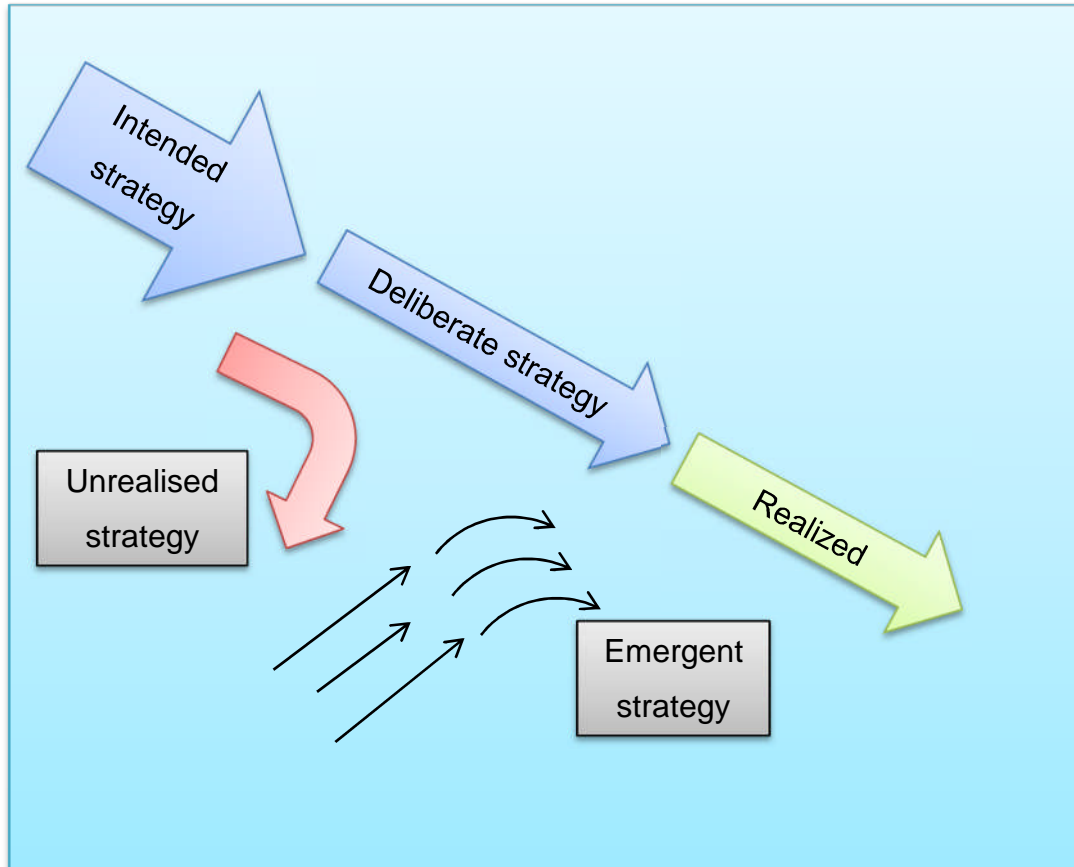 Intended
strategy
Deliberate strategy
Unrealised
strategy
Realized
Emergent
strategy